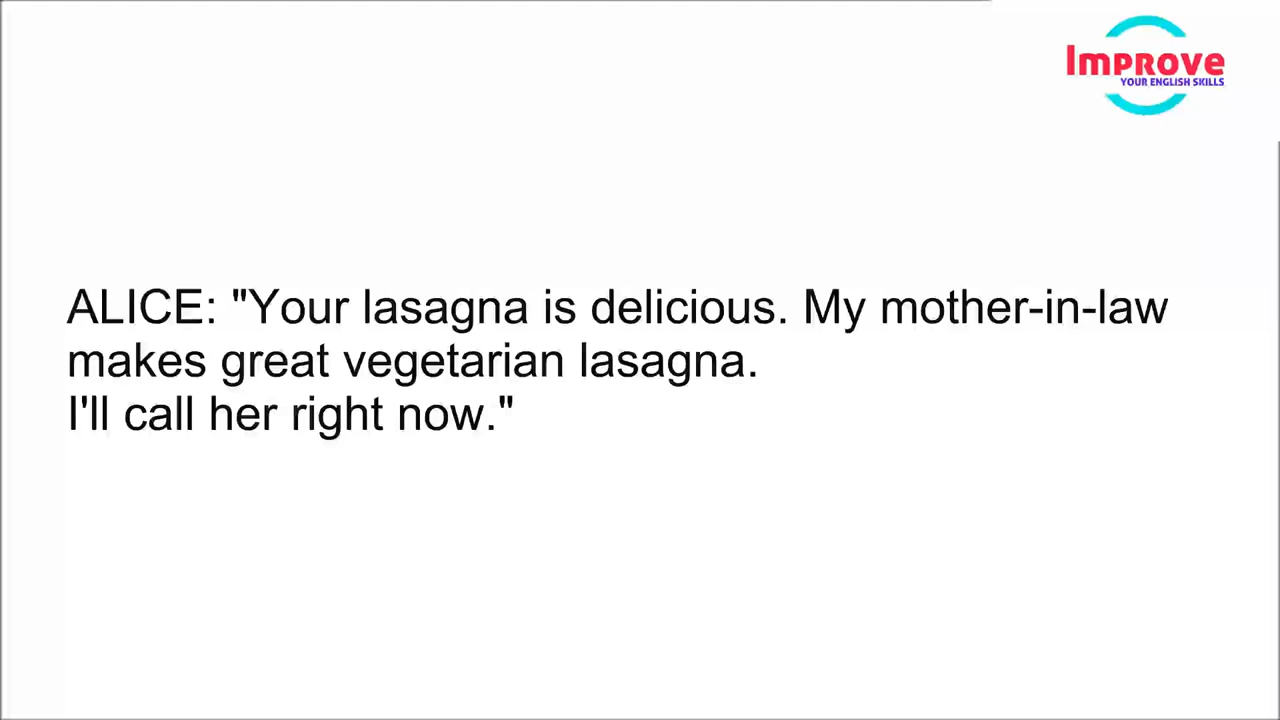 Improve
YOUR ENGLISH SKILLS
ALICE: "Your lasagna is delicious. My mother-in-law
makes great vegetarian lasagna.
I'll call her right now."